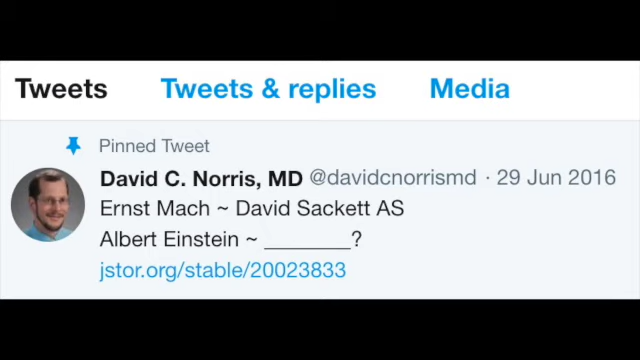 Tweets Tweets & replies Media
Pinned Tweet
David C. Norris, MD @davidcnorrismd · 29 Jun 2016
Ernst Mach ~ David Sackett AS
Albert Einstein ~ ________?
jstor.org/stable/20023833